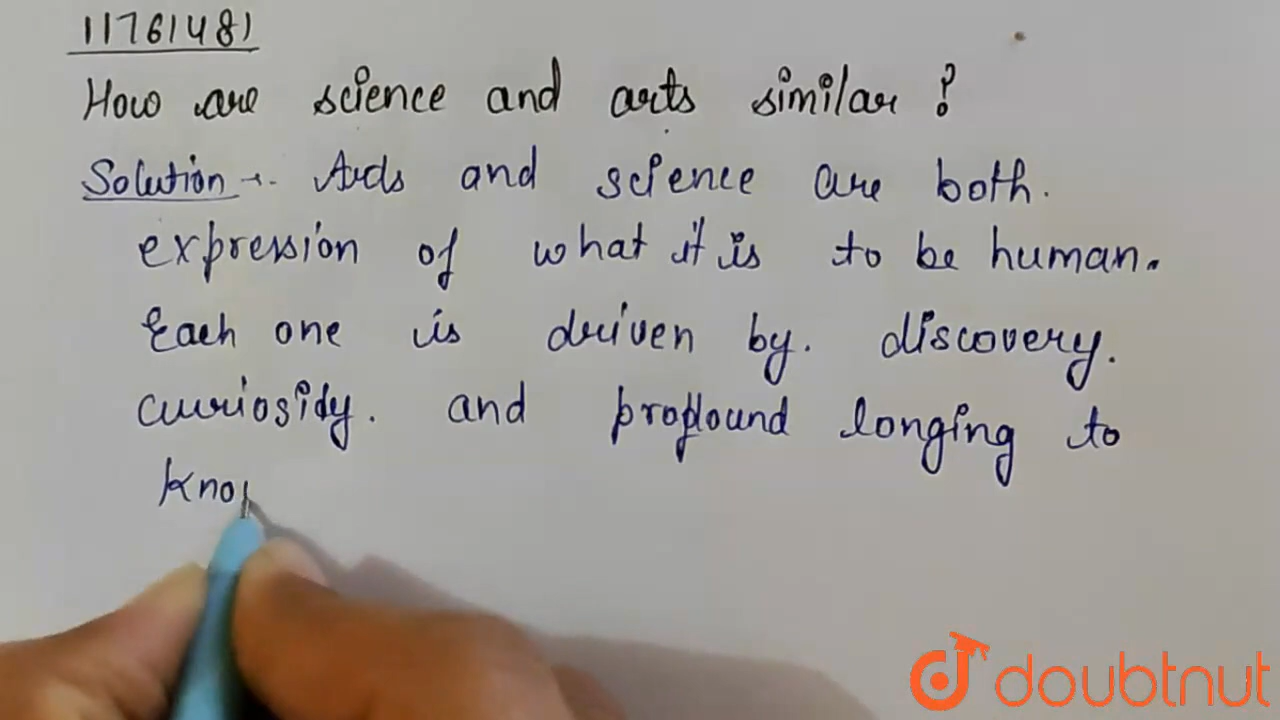 11761481
How are science and arts similar ?
Solution :- Arts and science are both.
expression of what it is to be human.
Each one is driven by. discovery.
curiosity. and profound longing to
kno
doubtnut